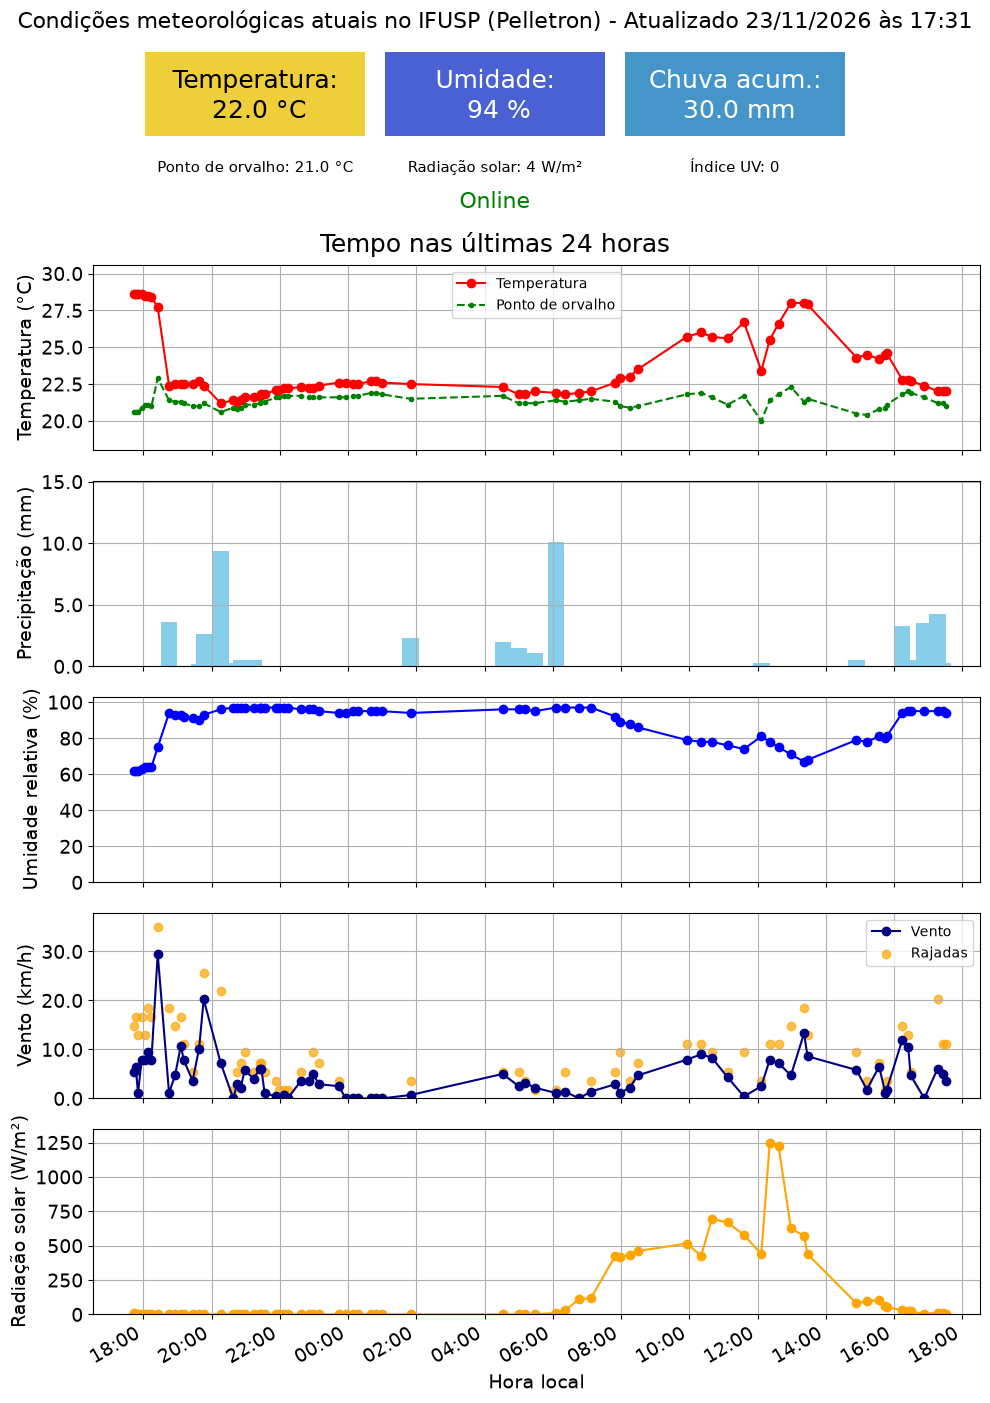 Condições meteorológicas atuais no IFUSP (Pelletron) - Atualizado 23/11/2026 às 17:31
Temperatura:
22.0 °C
Umidade:
94 %
Chuva acum.:
30.0 mm
Ponto de orvalho: 21.0 °C
Radiação solar: 4 W/m²
Índice UV: 0
Online
Tempo nas últimas 24 horas
Temperatura (°C)
30.0
27.5
25.0
22.5
20.0
Temperatura
Ponto de orvalho
Precipitação (mm)
15.0
10.0
5.0
0.0
Umidade relativa (%)
100
80
60
40
20
0
Vento (km/h)
30.0
20.0
10.0
0.0
Vento
Rajadas
Radiação solar (W/m²)
1250
1000
750
500
250
0
18:00
20:00
22:00
00:00
02:00
04:00
06:00
08:00
10:00
12:00
14:00
16:00
18:00
Hora local